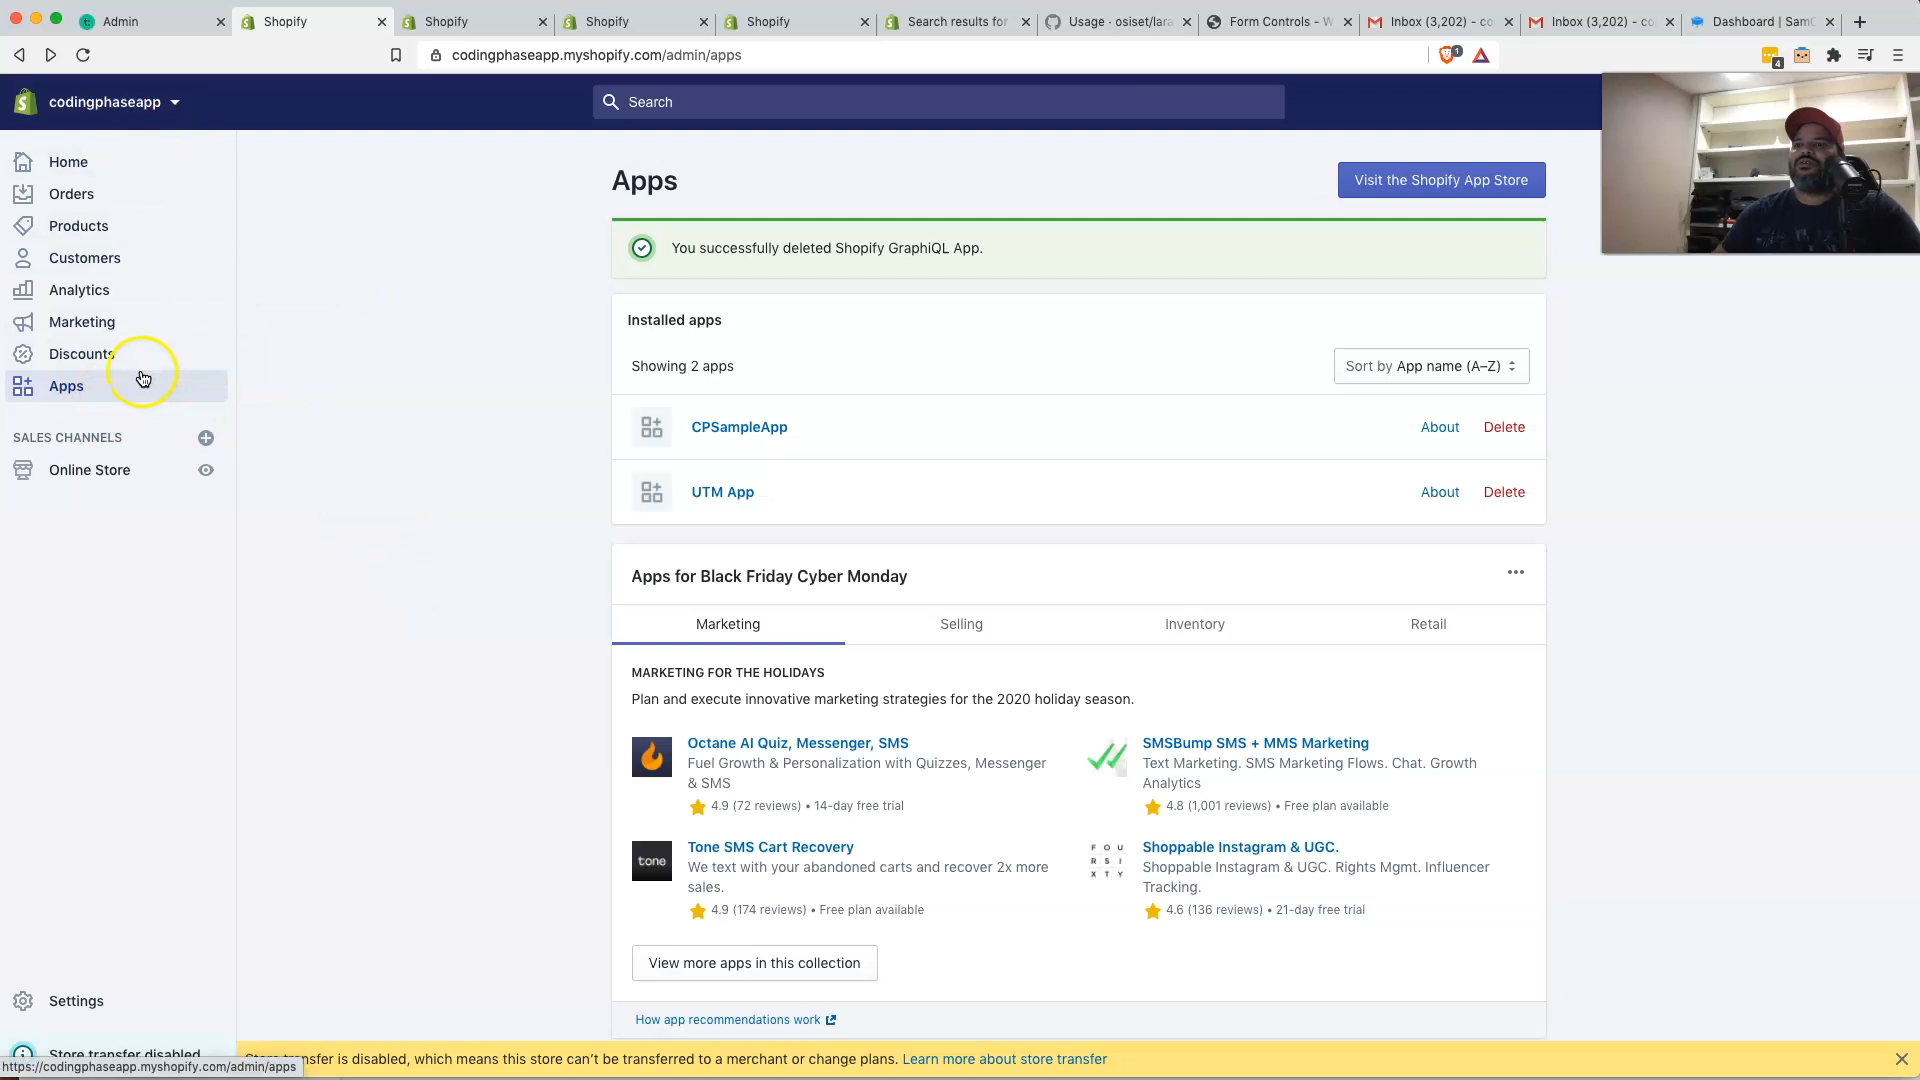 Admin
Shopify
Shopify
Shopify
Shopify
Search results for
Usage · osiset/lara
Form Controls - W
Inbox (3,202) - co
Inbox (3,202) - co
Dashboard | Sam
codingphaseapp.myshopify.com/admin/apps
1
4
codingphaseapp
Search
Home
Orders
Products
Customers
Analytics
Marketing
Discounts
Apps
SALES CHANNELS
Online Store
Settings
Store transfer disabled
https://codingphaseapp.myshopify.com/admin/apps
Apps
Visit the Shopify App Store
You successfully deleted Shopify GraphiQL App.
Installed apps
Showing 2 apps
Sort by App name (A–Z)
CPSampleApp
About
Delete
UTM App
About
Delete
Apps for Black Friday Cyber Monday
Marketing
Selling
Inventory
Retail
MARKETING FOR THE HOLIDAYS
Plan and execute innovative marketing strategies for the 2020 holiday season.
Octane AI Quiz, Messenger, SMS
Fuel Growth & Personalization with Quizzes, Messenger
& SMS
4.9 (72 reviews) • 14-day free trial
SMSBump SMS + MMS Marketing
Text Marketing. SMS Marketing Flows. Chat. Growth
Analytics
4.8 (1,001 reviews) • Free plan available
tone
Tone SMS Cart Recovery
We text with your abandoned carts and recover 2x more
sales.
4.9 (174 reviews) • Free plan available
FOU
RSI
XTY
Shoppable Instagram & UGC.
Shoppable Instagram & UGC. Rights Mgmt. Influencer
Tracking.
4.6 (136 reviews) • 21-day free trial
View more apps in this collection
How app recommendations work
transfer is disabled, which means this store can't be transferred to a merchant or change plans. Learn more about store transfer